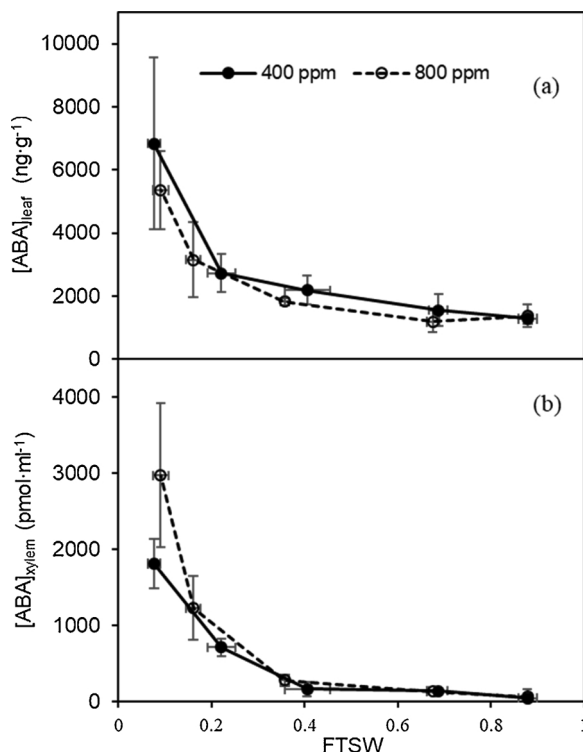 10000
400 ppm
800 ppm
(a)
8000
6000
4000
2000
0
[ABA]leaf (ng·g-1)
(b)
4000
3000
2000
1000
0
[ABA]xylem (pmol·ml-1)
0 0.2 0.4 0.6 0.8 1
FTSW